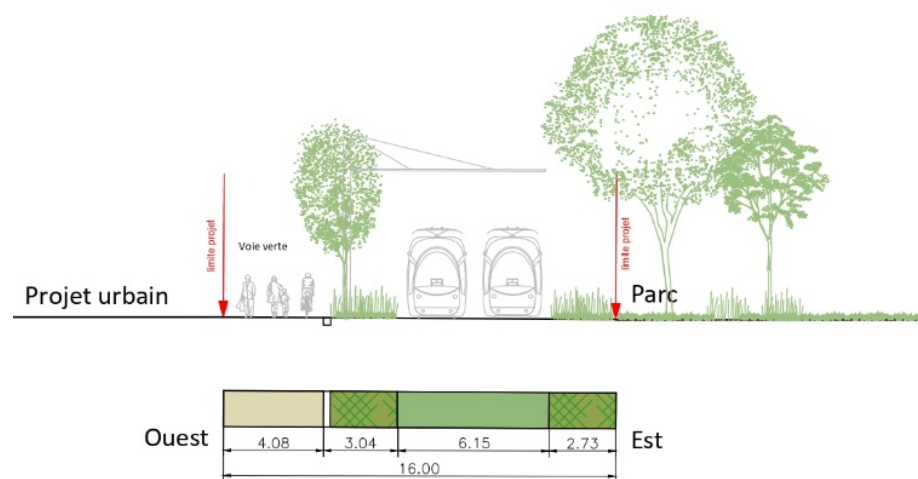 limite projet
Voie verte
limite projet
Projet urbain
Parc
Ouest
4.08
3.04
6.15
2.73
Est
16.00